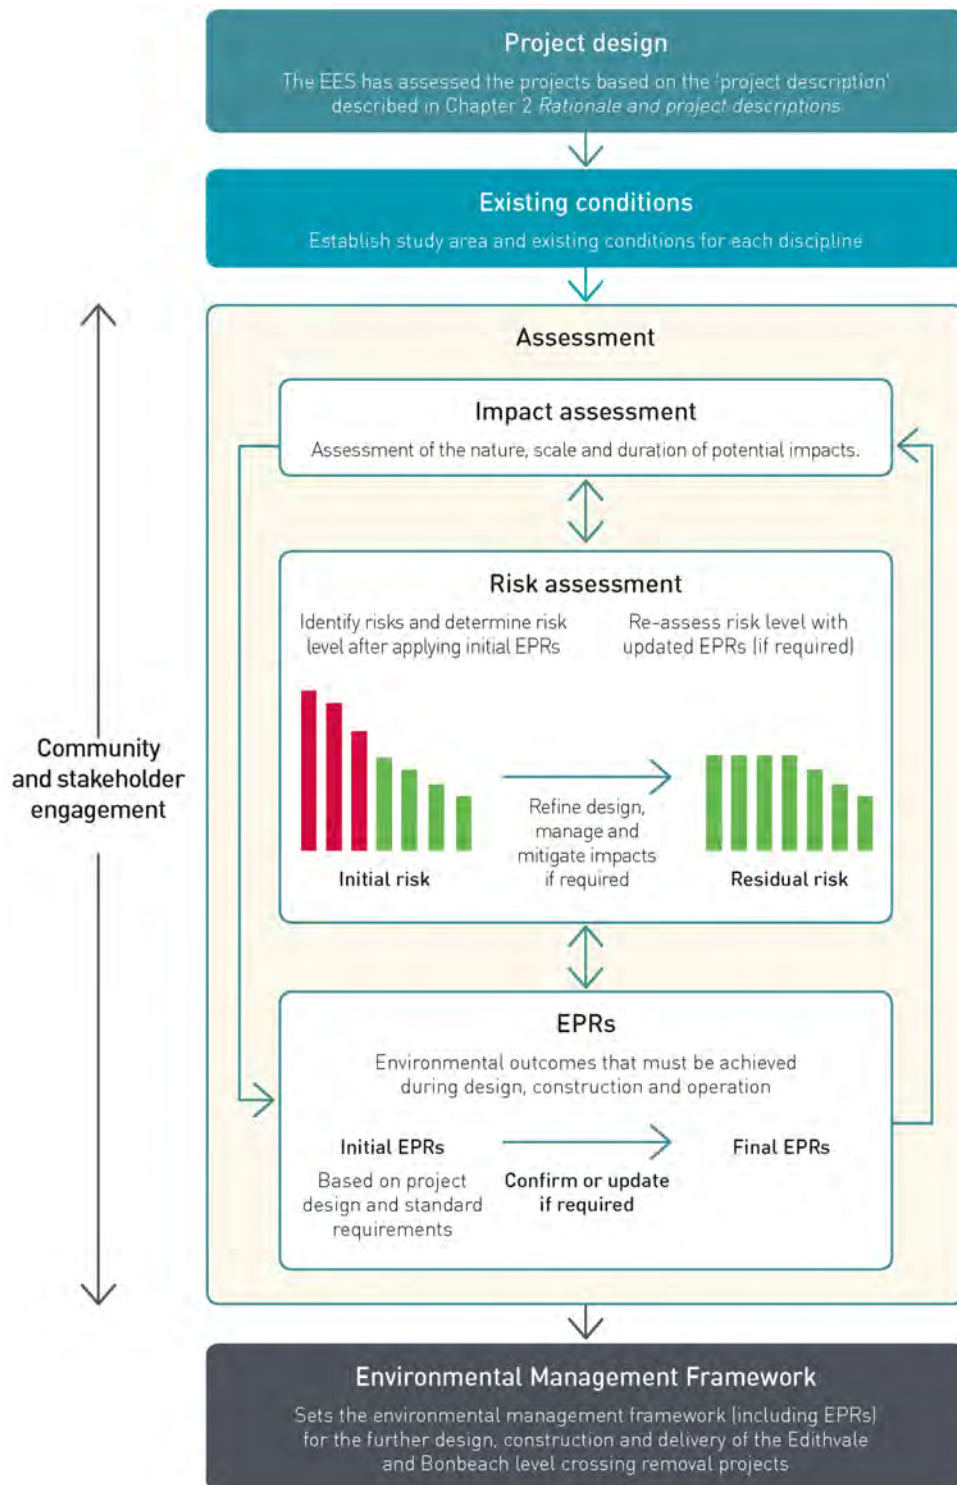 Project design
The EES has assessed the projects based on the 'project description'
described in Chapter 2 Rationale and project descriptions
Existing conditions
Establish study area and existing conditions for each discipline
Assessment
Impact assessment
Assessment of the nature, scale and duration of potential impacts.
Risk assessment
Identify risks and determine risk
level after applying initial EPRs
Re-assess risk level with
updated EPRs (if required)
Community
and stakeholder
engagement
Refine design,
manage and
mitigate impacts
if required
Initial risk
Residual risk
EPRs
Environmental outcomes that must be achieved
during design, construction and operation
Initial EPRs
Based on project
design and standard
requirements
Confirm or update
if required
Final EPRs
Environmental Management Framework
Sets the environmental management framework (including EPRs)
for the further design, construction and delivery of the Edithvale
and Bonbeach level crossing removal projects